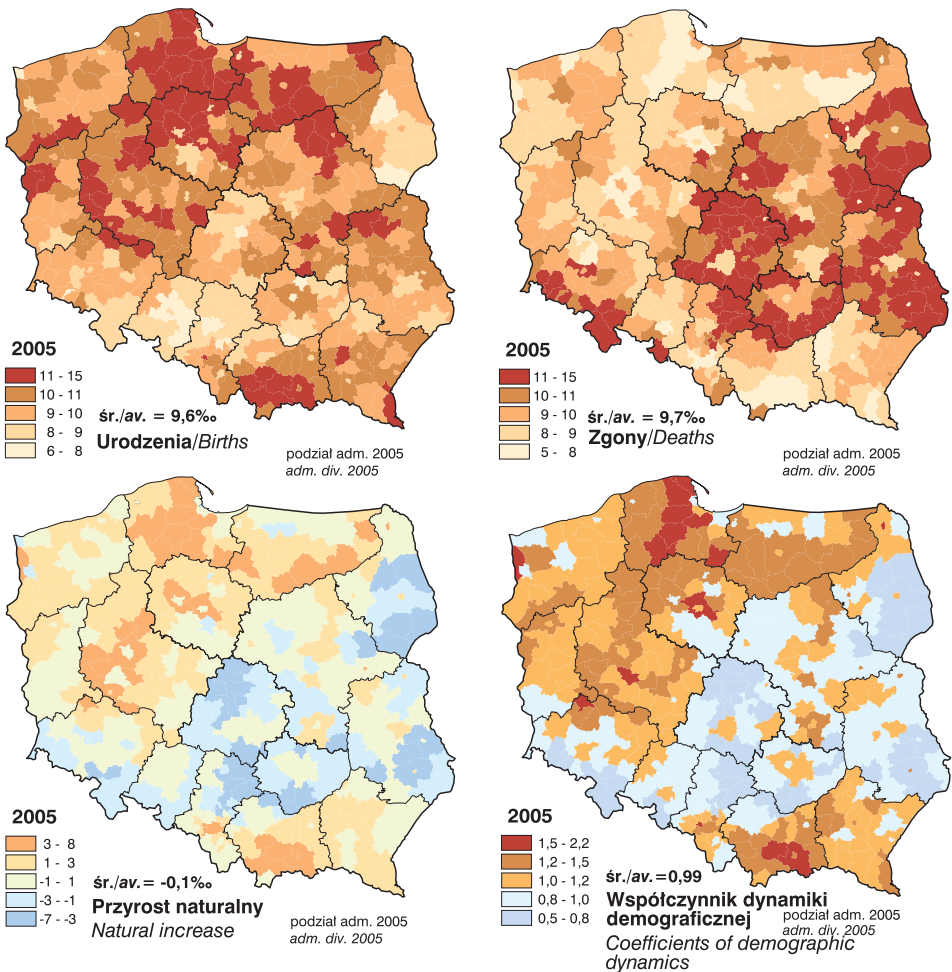 2005
11 - 15
10 - 11
9 - 10
8 - 9
6 - 8
śr./av. = 9,6‰
Urodzenia/Births
podział adm. 2005
adm. div. 2005
2005
11 - 15
10 - 11
9 - 10
8 - 9
5 - 8
śr./av. = 9,7‰
Zgony/Deaths
podział adm. 2005
adm. div. 2005
2005
3 - 8
1 - 3
-1 - 1
-3 - -1
-7 - -3
śr./av. = -0,1‰
Przyrost naturalny
Natural increase
podział adm. 2005
adm. div. 2005
2005
1,5 - 2,2
1,2 - 1,5
1,0 - 1,2
0,8 - 1,0
0,5 - 0,8
śr./av. =0,99
Współczynnik dynamiki
demograficznej
podział adm. 2005
adm. div. 2005
Coefficients of demographic
dynamics